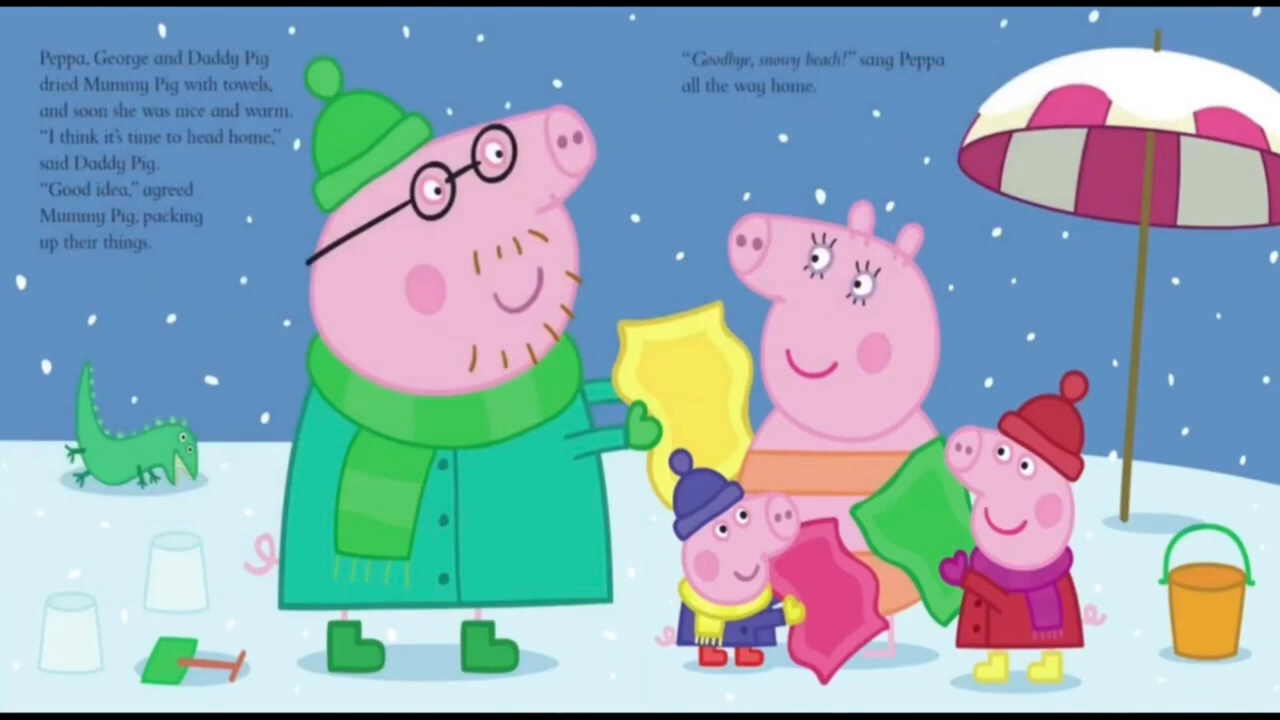 Peppa, George and Daddy Pig
dried Mummy Pig with towels,
and soon she was nice and warm.
“I think it’s time to head home,”
said Daddy Pig.
“Good idea,” agreed
Mummy Pig, packing
up their things.
“Goodbye, snowy beach!” sang Peppa
all the way home.